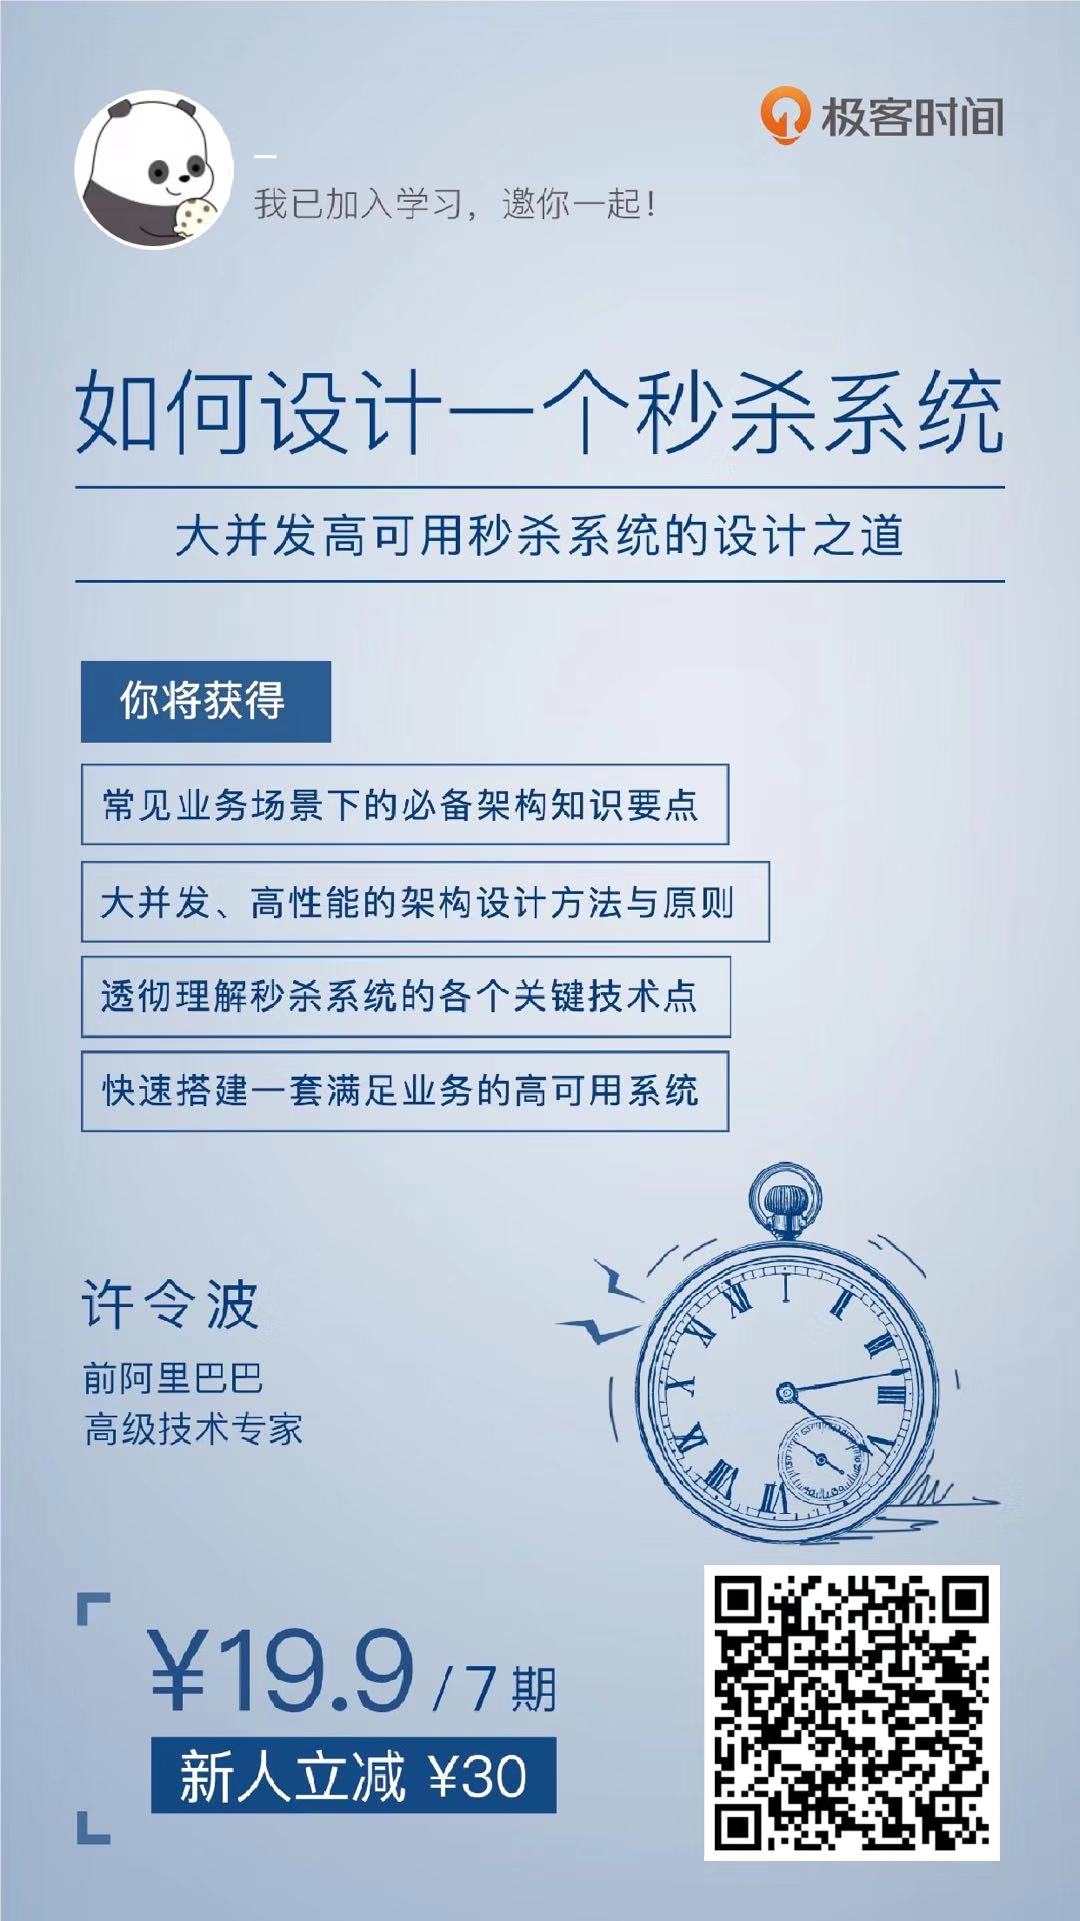 极客时间
我已加入学习，邀你一起！
如何设计一个秒杀系统
大并发高可用秒杀系统的设计之道
你将获得
常见业务场景下的必备架构知识要点
大并发、高性能的架构设计方法与原则
透彻理解秒杀系统的各个关键技术点
快速搭建一套满足业务的高可用系统
许令波
前阿里巴巴
高级技术专家
¥19.9 / 7 期
新人立减 ¥30